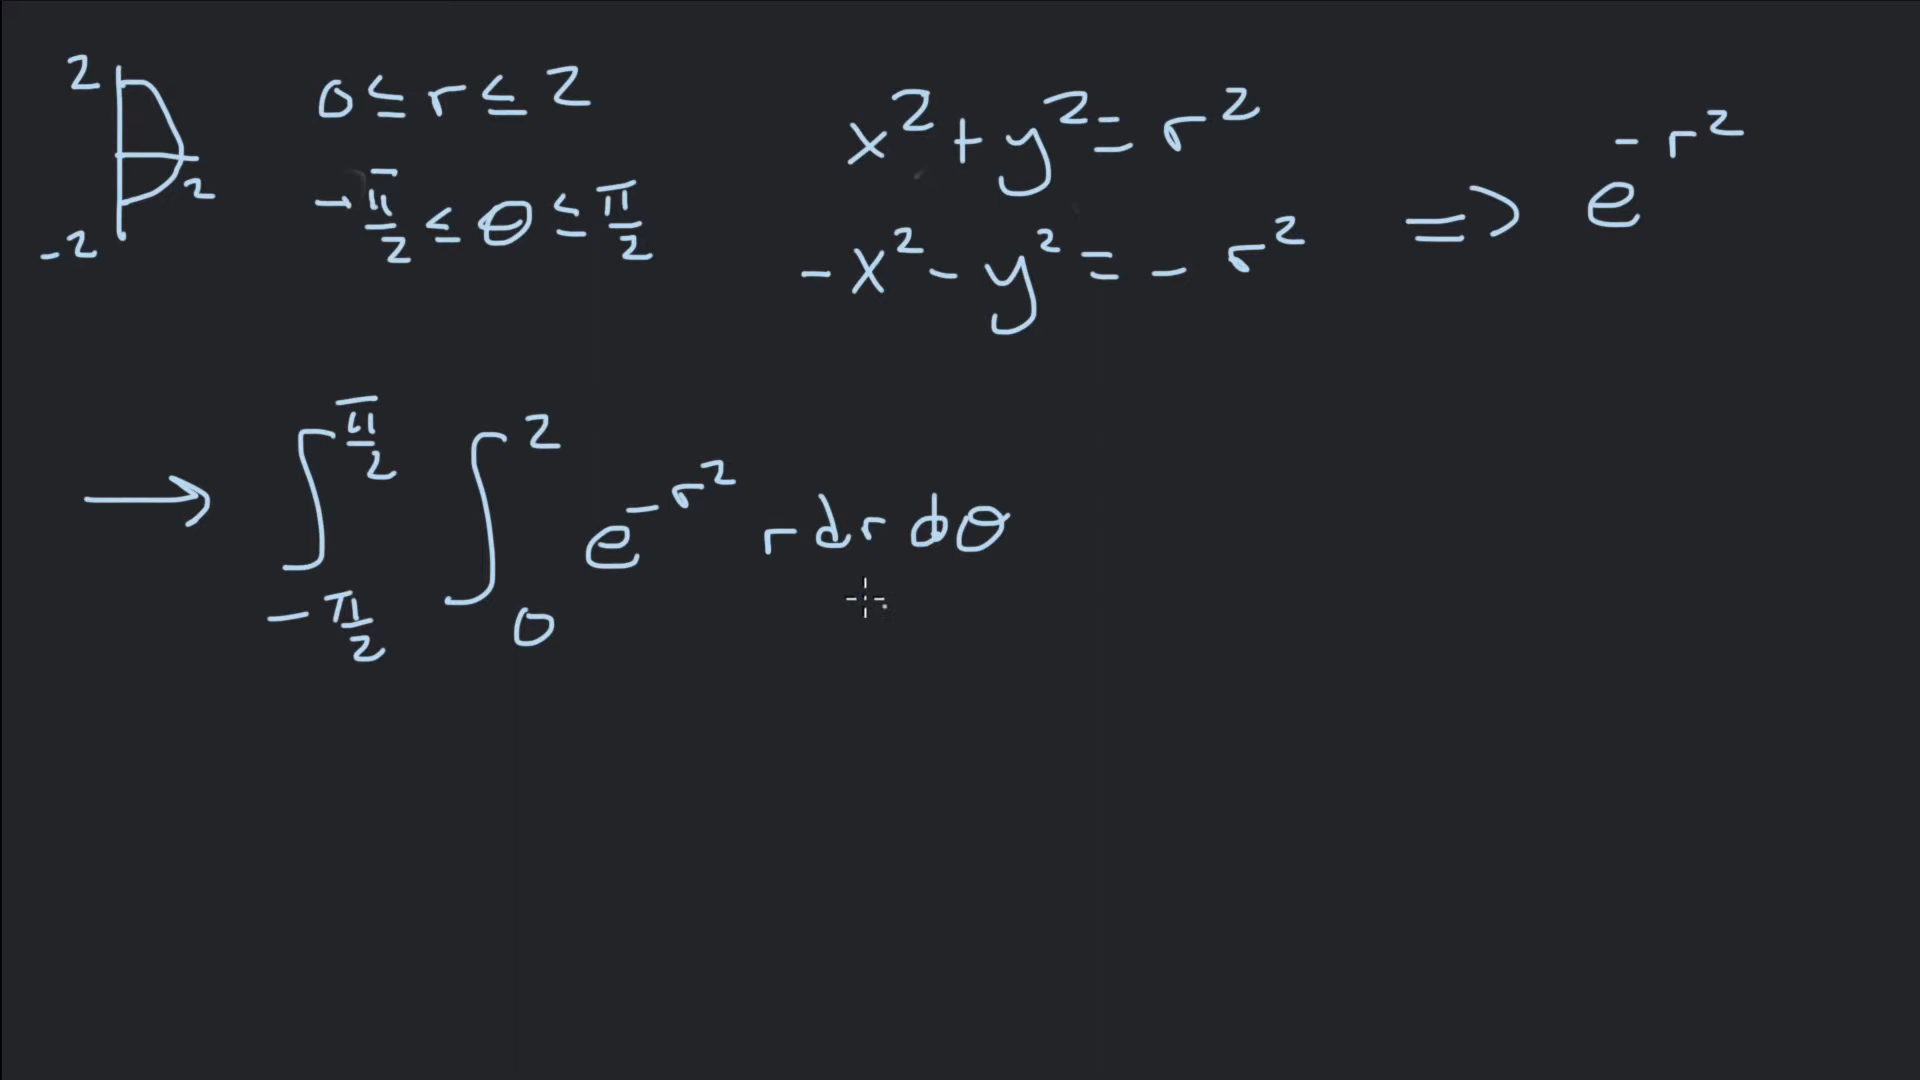 2
-2
2
0 ≤ r ≤ 2
-π/2 ≤ θ ≤ π/2
x² + y² = r²
-x² - y² = - r²
=> e^{-r²}
→ ∫_{-π/2}^{π/2} ∫_0^2 e^{-r²} r dr dθ